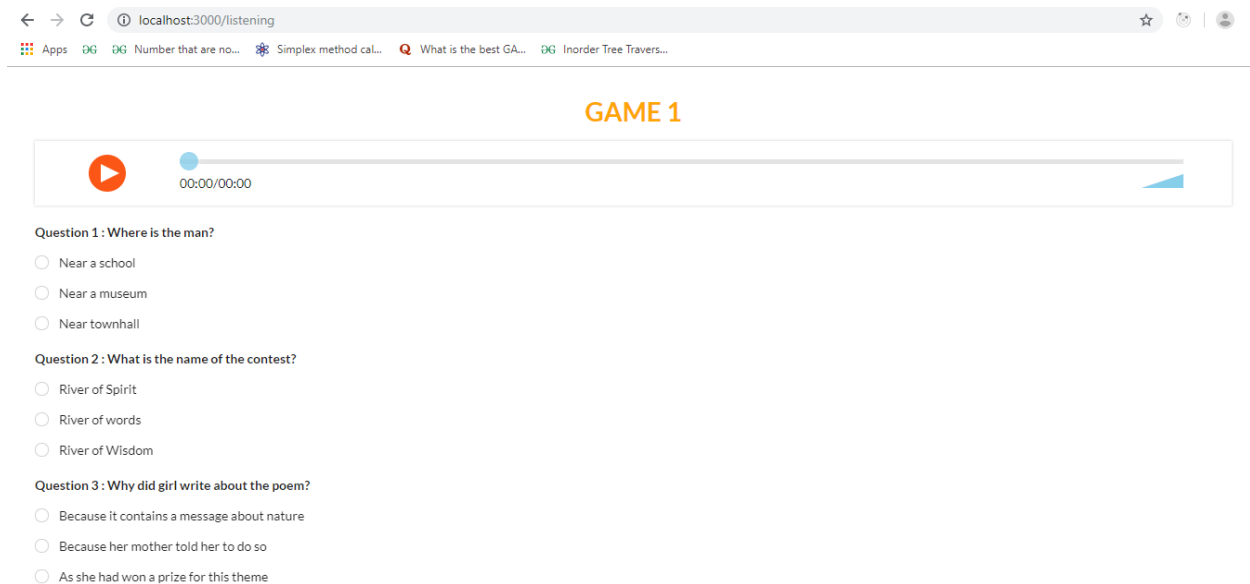 localhost:3000/listening
Apps GG GG Number that are no... Simplex method cal... Q What is the best GA... GG Inorder Tree Travers...
GAME 1
00:00/00:00
Question 1 : Where is the man?
Near a school
Near a museum
Near townhall
Question 2 : What is the name of the contest?
River of Spirit
River of words
River of Wisdom
Question 3 : Why did girl write about the poem?
Because it contains a message about nature
Because her mother told her to do so
As she had won a prize for this theme